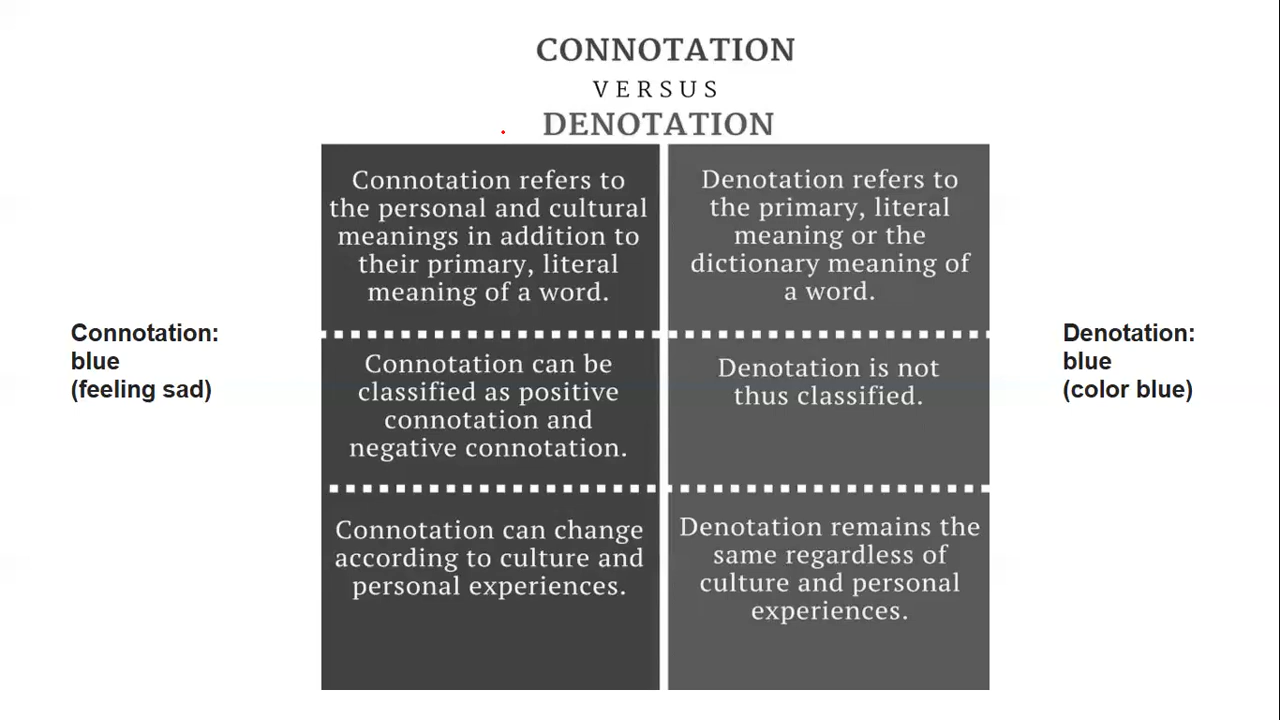 CONNOTATION
VERSUS
DENOTATION
Connotation refers to
the personal and cultural
meanings in addition to
their primary, literal
meaning of a word.
Denotation refers to
the primary, literal
meaning or the
dictionary meaning of
a word.
Connotation:
blue
(feeling sad)
Connotation can be
classified as positive
connotation and
negative connotation.
Denotation is not
thus classified.
Denotation:
blue
(color blue)
Connotation can change
according to culture and
personal experiences.
Denotation remains the
same regardless of
culture and personal
experiences.